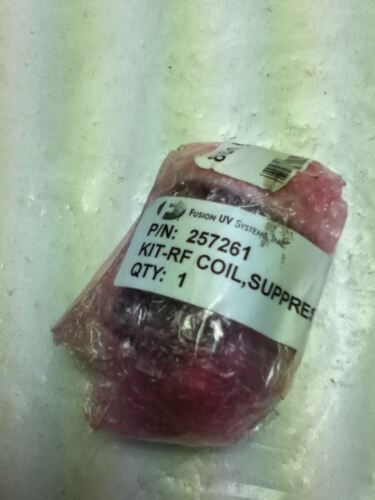 FUSION UV SYSTEMS, INC.
P/N: 257261
KIT-RF COIL,SUPPRES
QTY: 1